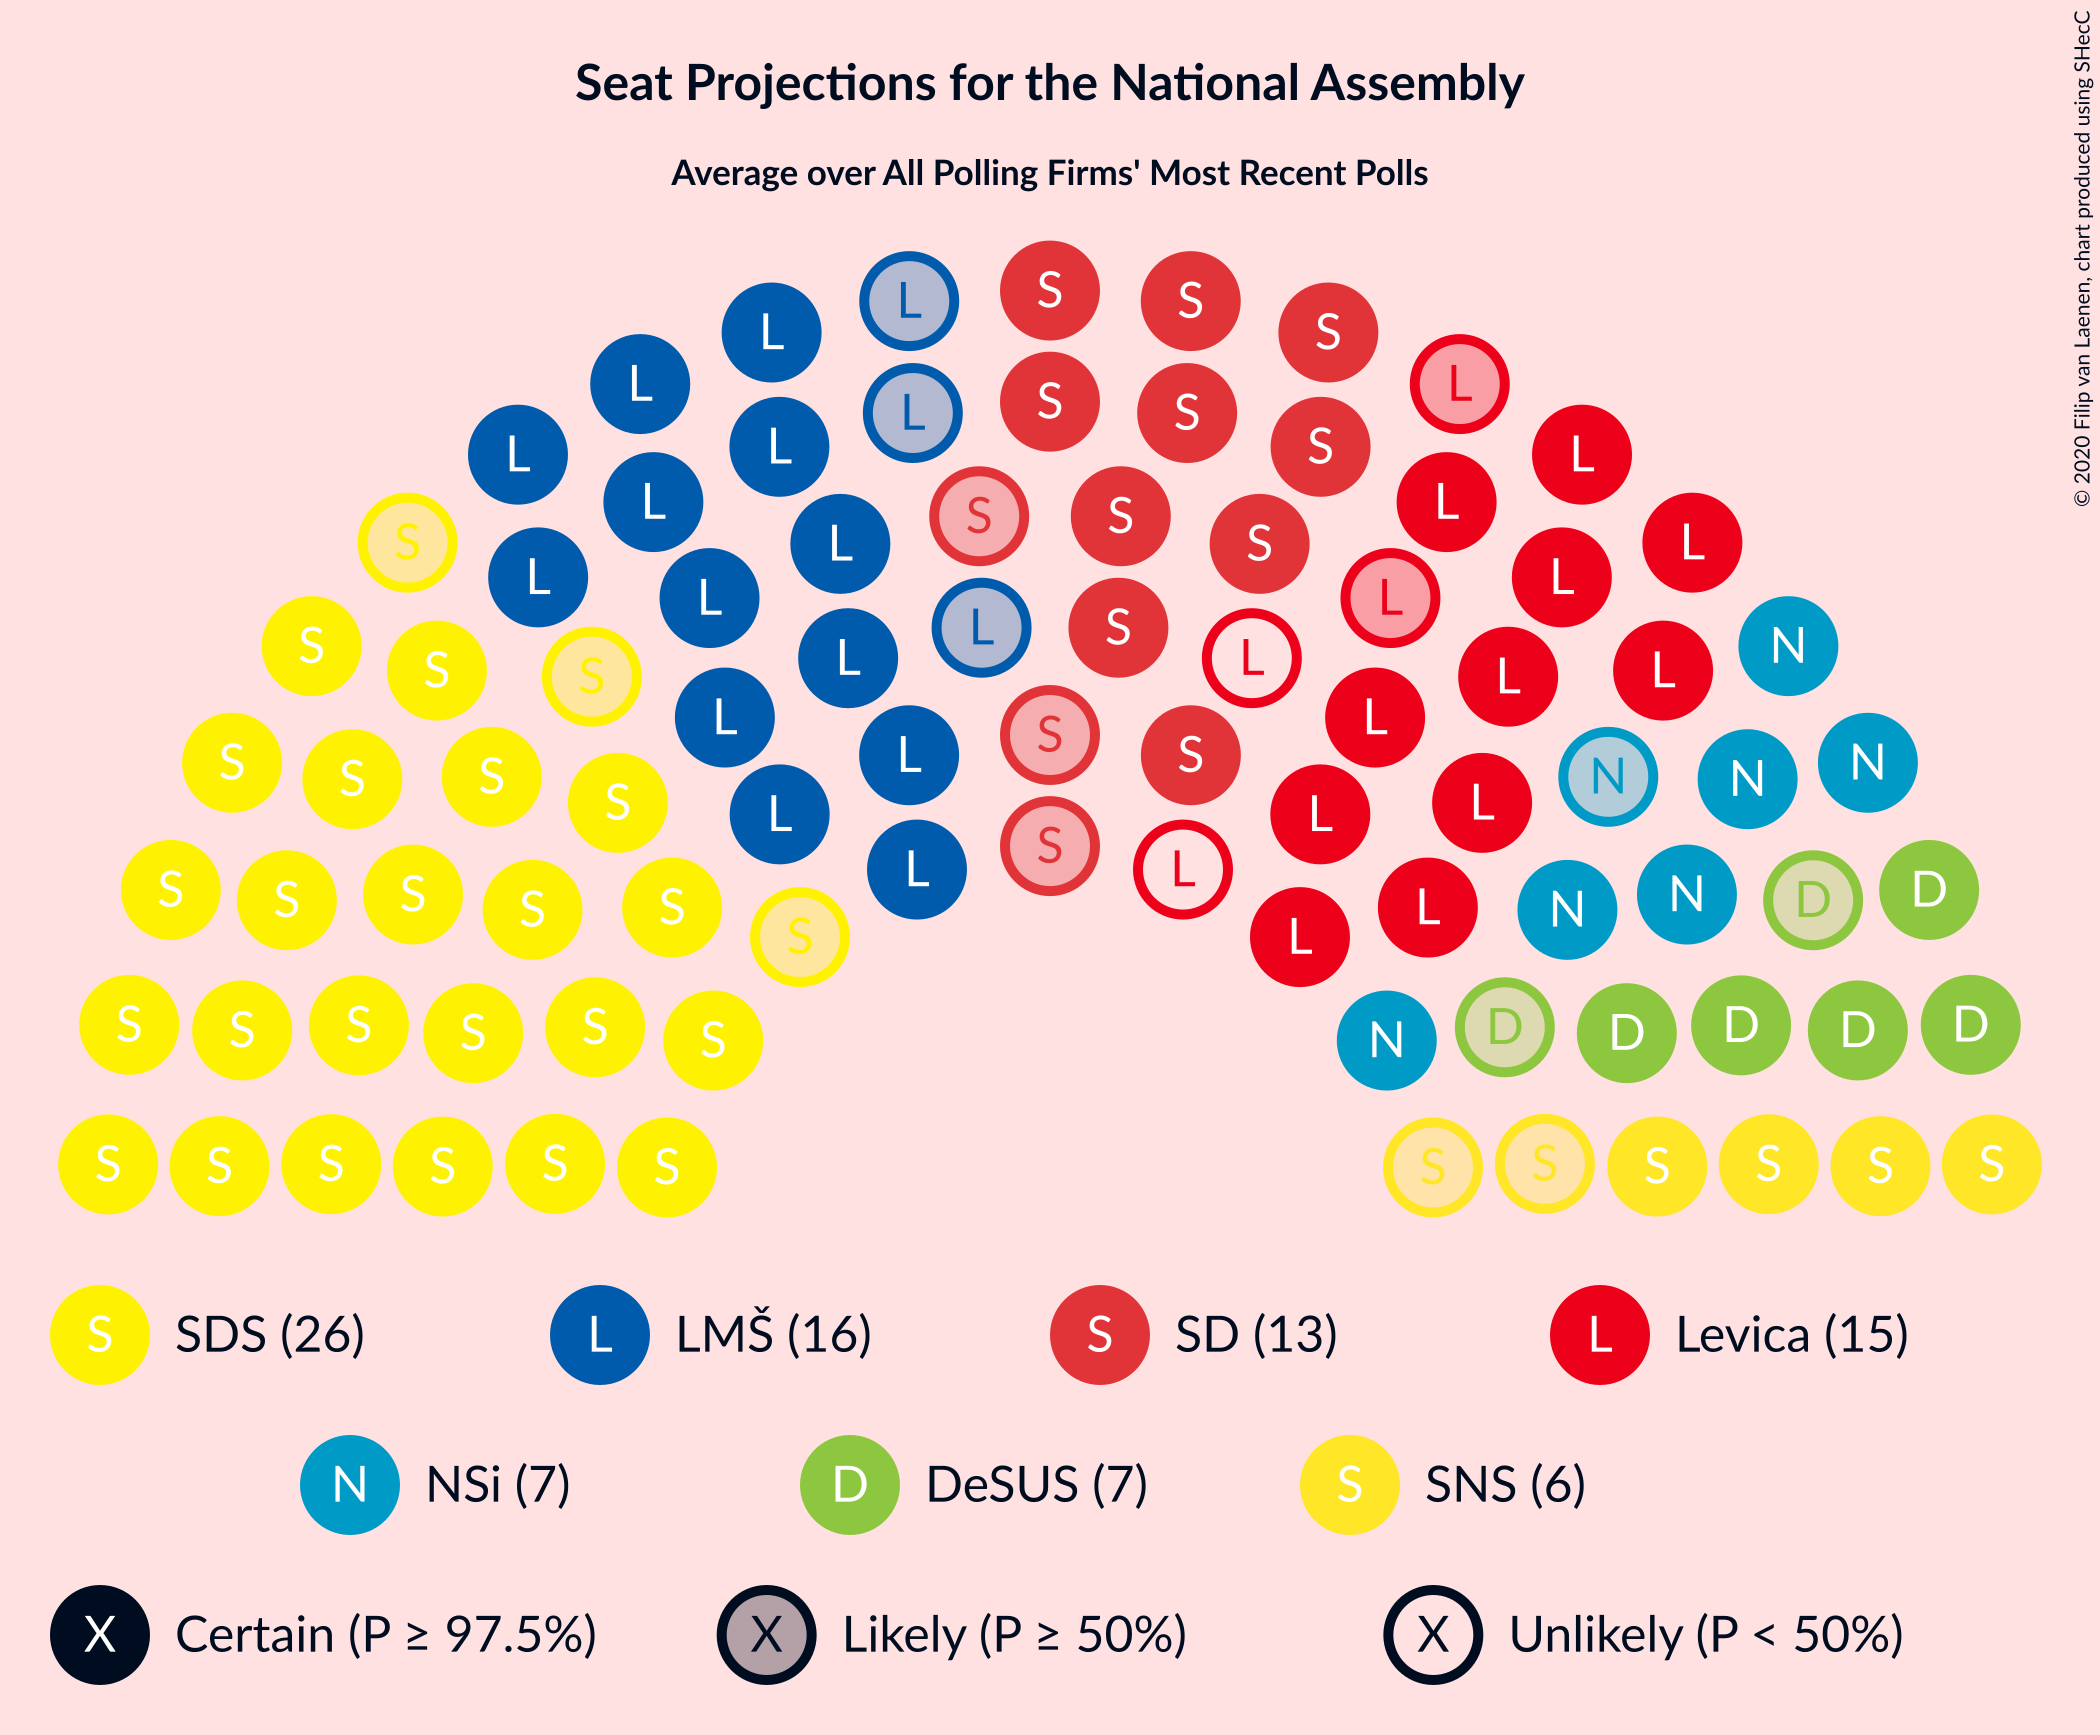 Seat Projections for the National Assembly
Average over All Polling Firms' Most Recent Polls
© 2020 Filip van Laenen, chart produced using SHecC
L S S
L S
L L
L S S
L L S
L L
L L
L S S S
S L
L L S
L L
S S
L L L
S L L N
L S
S L L
S N
S S S L L N N N
S L L
S S S S S L L N N D D
S L
S S S S S S N D D D D D
S S S S S S S S S S S S
S SDS (26) L LMŠ (16) S SD (13) L Levica (15)
N NSi (7) D DeSUS (7) S SNS (6)
X Certain (P ≥ 97.5%) X Likely (P ≥ 50%) X Unlikely (P < 50%)